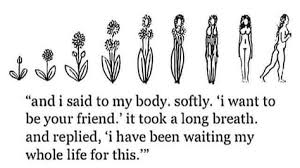 “and i said to my body. softly. ‘i want to
be your friend.’ it took a long breath.
and replied, ‘i have been waiting my
whole life for this.’”